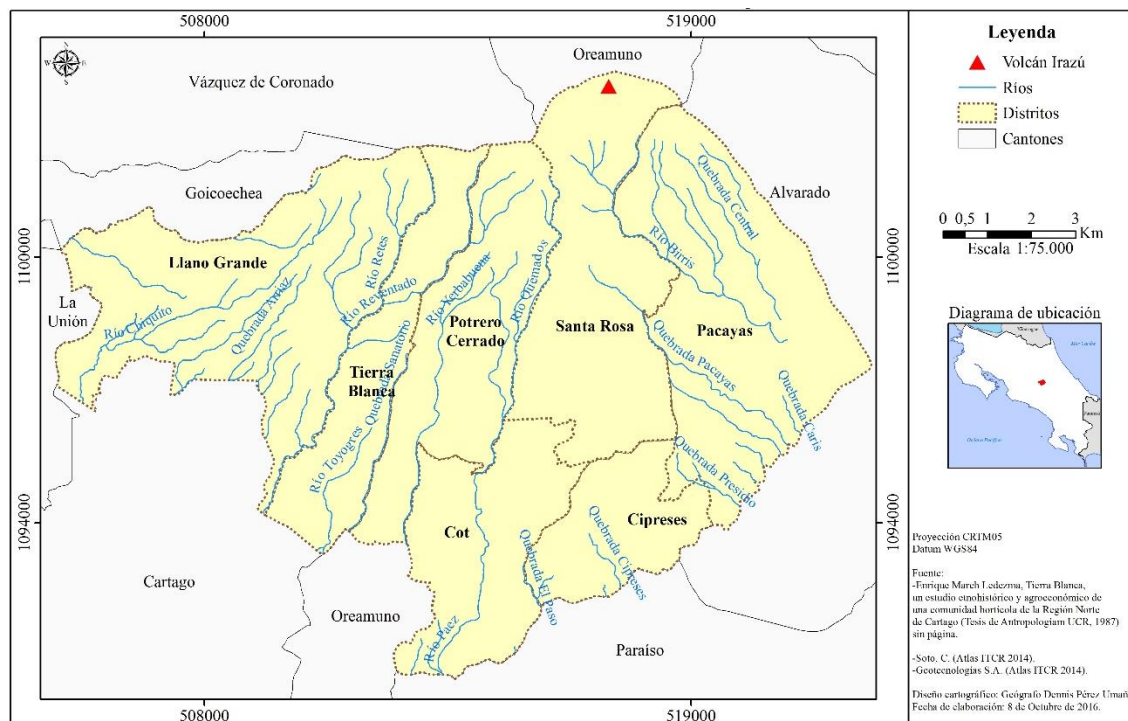 508000
519000
Oreamuno
Vázquez de Coronado
Goicoechea
Alvarado
La
Unión
Llano Grande
Quebrada Central
Río Birrís
Río Retes
Río Reventado
Río Yerbabuena
Río Quemados
Río Chiquito
Quebrada Arriaz
Potrero
Cerrado
Santa Rosa
Pacayas
Tierra
Blanca
Quebrada Sanatorio
Quebrada Pacayas
Quebrada Caris
Río Toyogres
Quebrada Presidio
Cot
Cipreses
Quebrada Cipreses
Quebrada El Paso
Cartago
Oreamuno
Río Paez
Paraíso
1100000
1094000
1100000
1094000
508000
519000
Leyenda
Volcán Irazú
Ríos
Distritos
Cantones
0 0,5 1 2 3
Km
Escala 1:75.000
Diagrama de ubicación
Mar Caribe
Océano Pacífico
Proyección CRTM05
Datum WGS84
Fuente:
-Enrique March Ledezma, Tierra Blanca,
un estudio etnohistórico y agroeconómico de
una comunidad hortícola de la Región Norte
de Cartago (Tesis de Antropologíam UCR, 1987)
sin página.
-Soto. C. (Atlas ITCR 2014).
-Geotecnologías S.A. (Atlas ITCR 2014).
Diseño cartográfico: Geógrafo Dennis Pérez Umañ
Fecha de elaboración: 8 de Octubre de 2016.